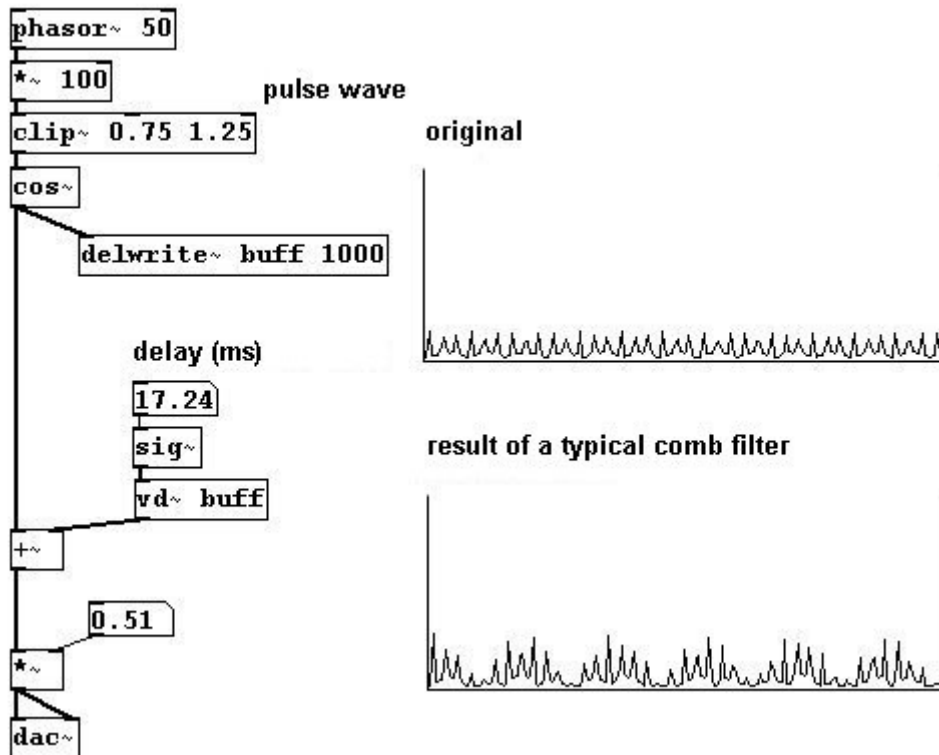 phasor~ 50
*~ 100
pulse wave
clip~ 0.75 1.25
original
cos~
delwrite~ buff 1000
delay (ms)
17.24
sig~
result of a typical comb filter
vd~ buff
+~
0.51
*~
dac~